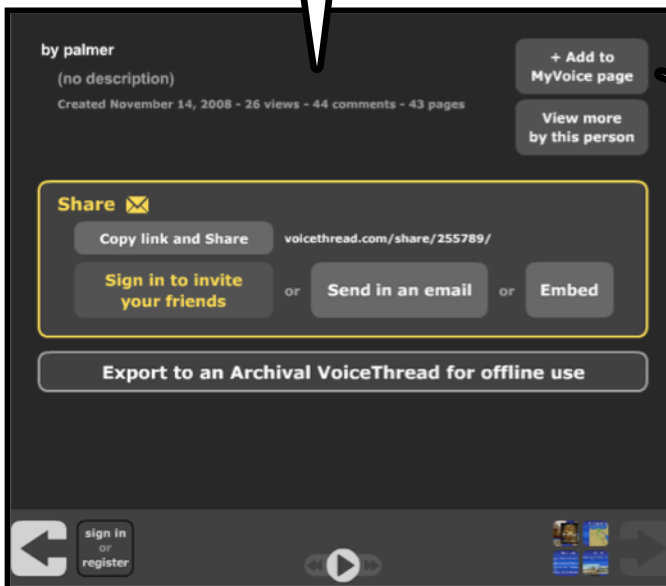 by palmer
(no description)
Created November 14, 2008 - 26 views - 44 comments - 43 pages
+ Add to
MyVoice page
View more
by this person
Share
Copy link and Share
voicethread.com/share/255789/
Sign in to invite
your friends
or
Send in an email
or
Embed
Export to an Archival VoiceThread for offline use
sign in
or
register